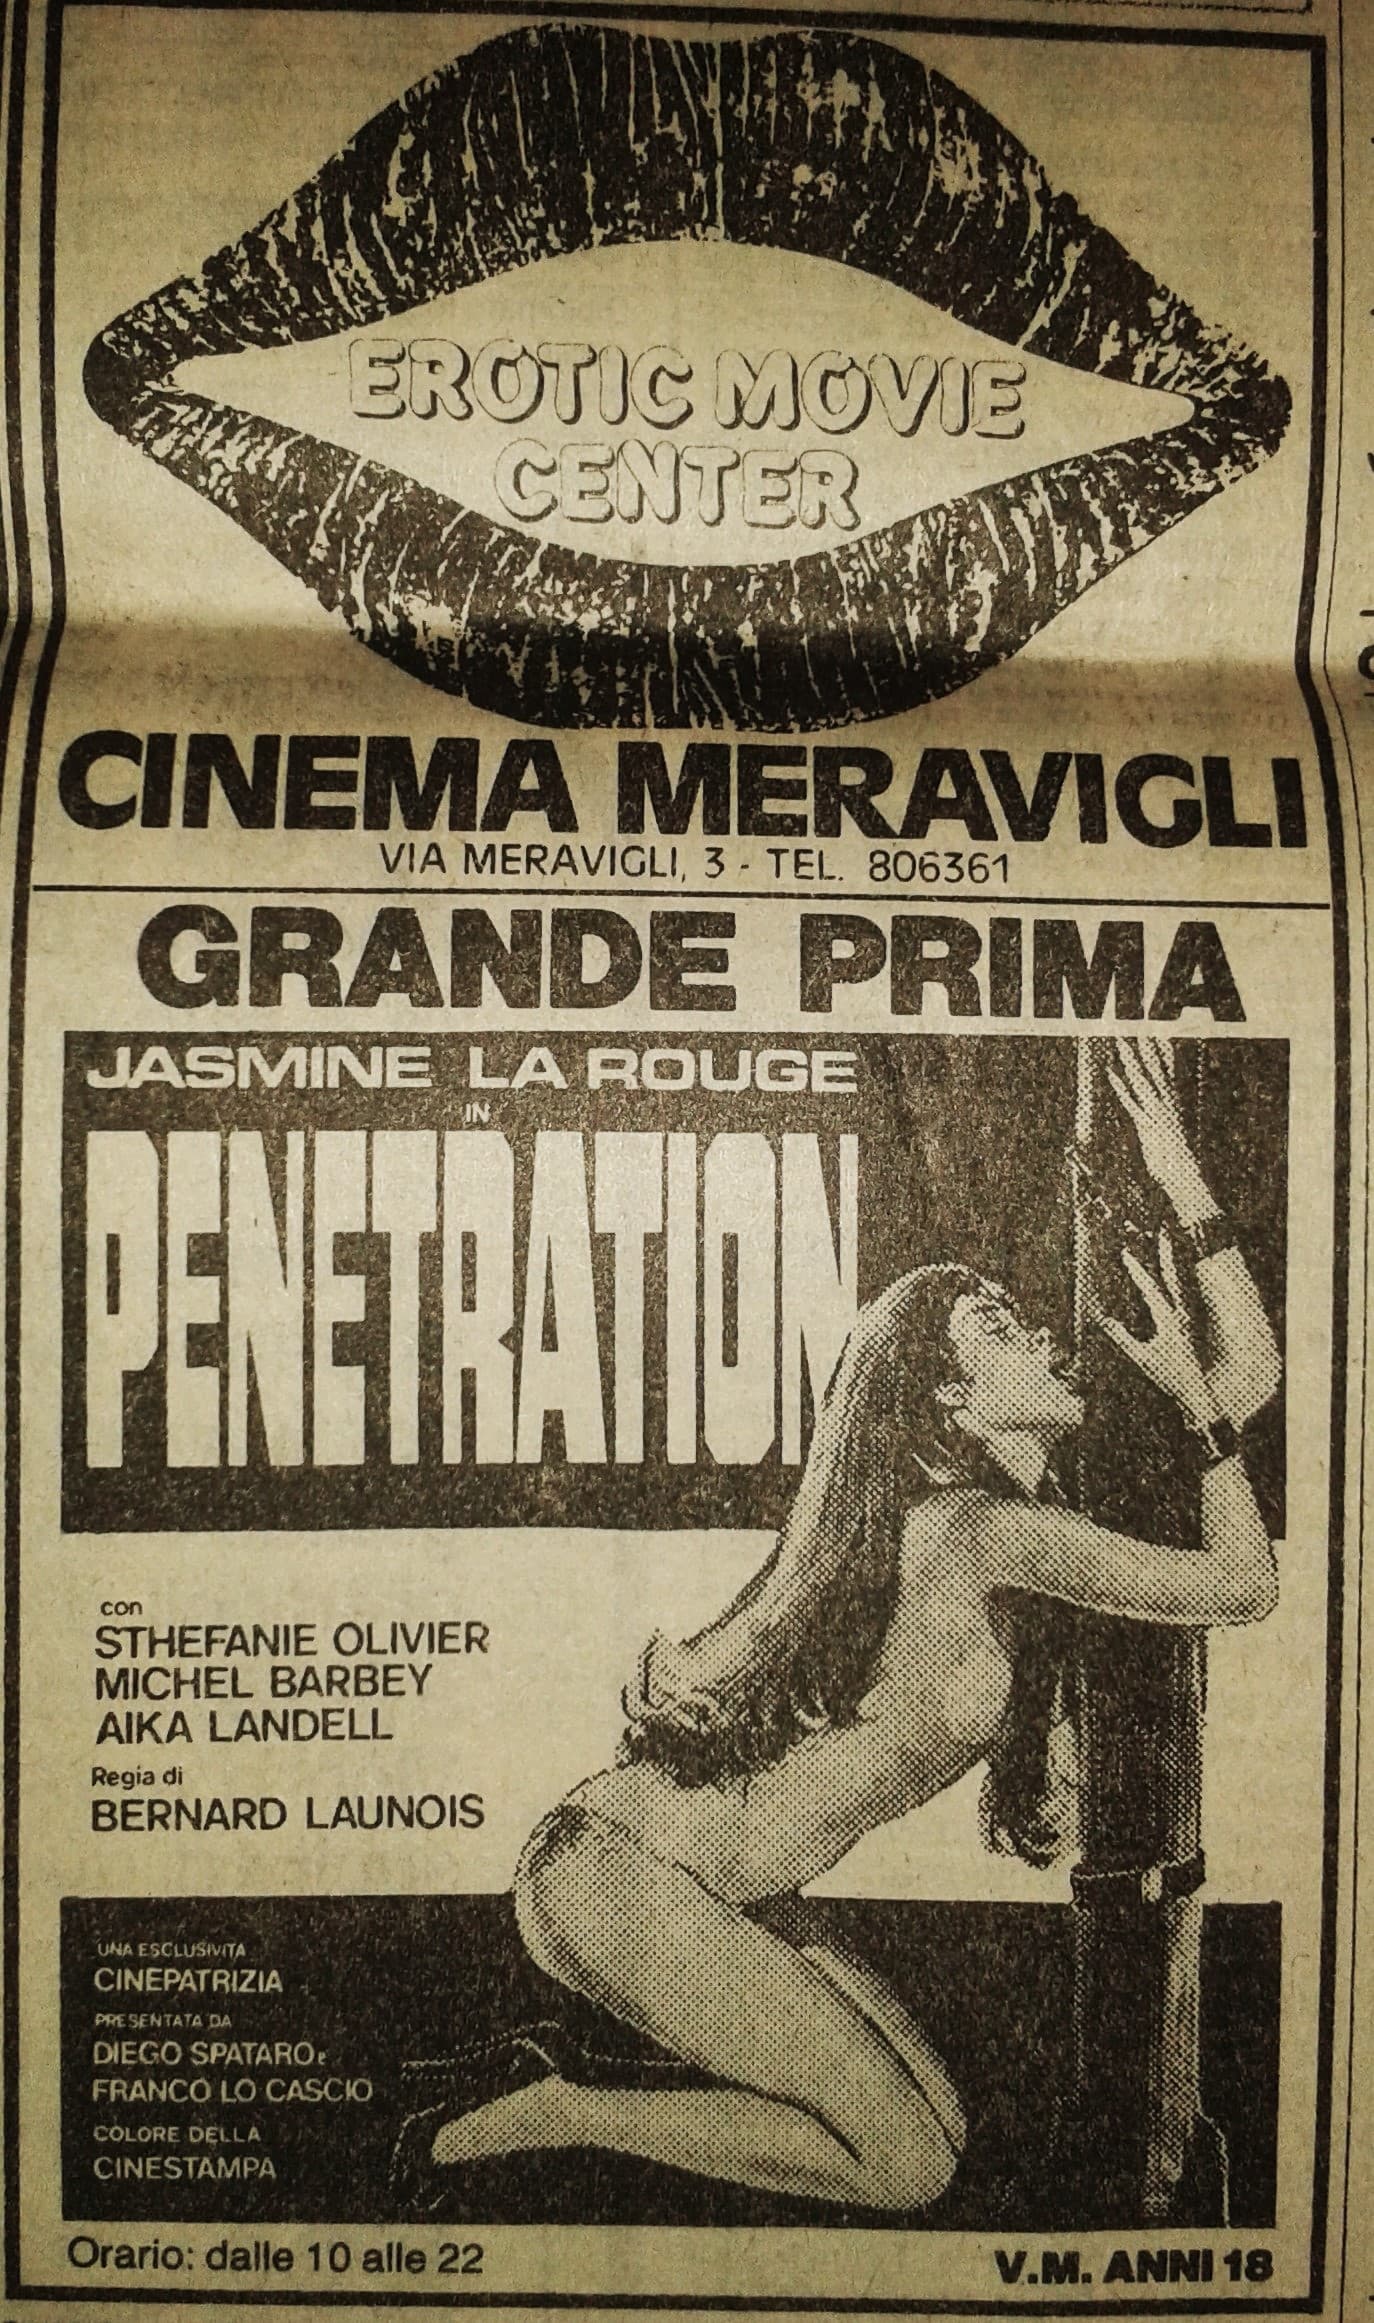 EROTIC MOVIE
CENTER
CINEMA MERAVIGLI
VIA MERAVIGLI, 3 - TEL. 806361
GRANDE PRIMA
JASMINE LA ROUGE
IN
PENETRATION
con
STHEFANIE OLIVIER
MICHEL BARBEY
AIKA LANDELL
Regia di
BERNARD LAUNOIS
UNA ESCLUSIVITA
CINEPATRIZIA
PRESENTATA DA
DIEGO SPATARO e
FRANCO LO CASCIO
COLORE DELLA
CINESTAMPA
Orario: dalle 10 alle 22
V.M. ANNI 18